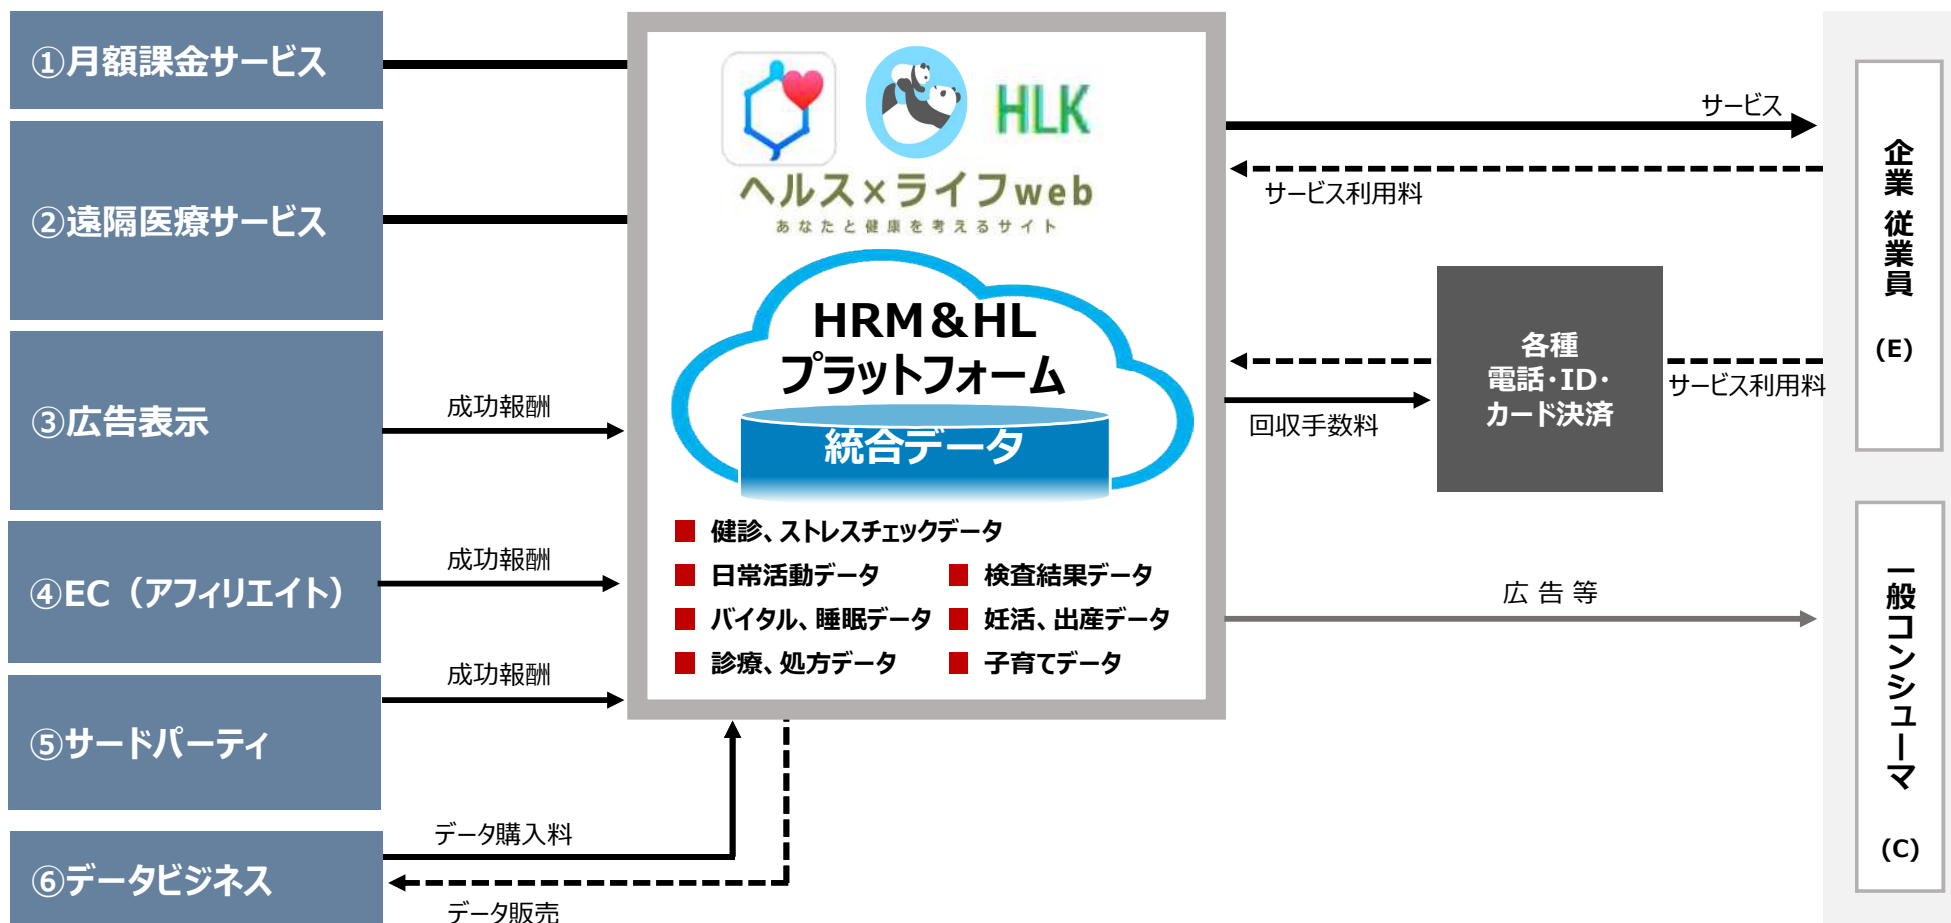 ①月額課金サービス
②遠隔医療サービス
③広告表示
④EC（アフィリエイト）
⑤サードパーティ
⑥データビジネス
成功報酬
成功報酬
成功報酬
データ購入料
データ販売
HLK
ヘルス×ライフweb
あなたと健康を考えるサイト
HRM＆HL
プラットフォーム
統合データ
健診、ストレスチェックデータ
日常活動データ
検査結果データ
バイタル、睡眠データ
妊活、出産データ
診療、処方データ
子育てデータ
サービス
サービス利用料
各種
電話・ID・
カード決済
サービス利用料
回収手数料
広告等
企業 従業員
(E)
一般コンシューマ
(C)